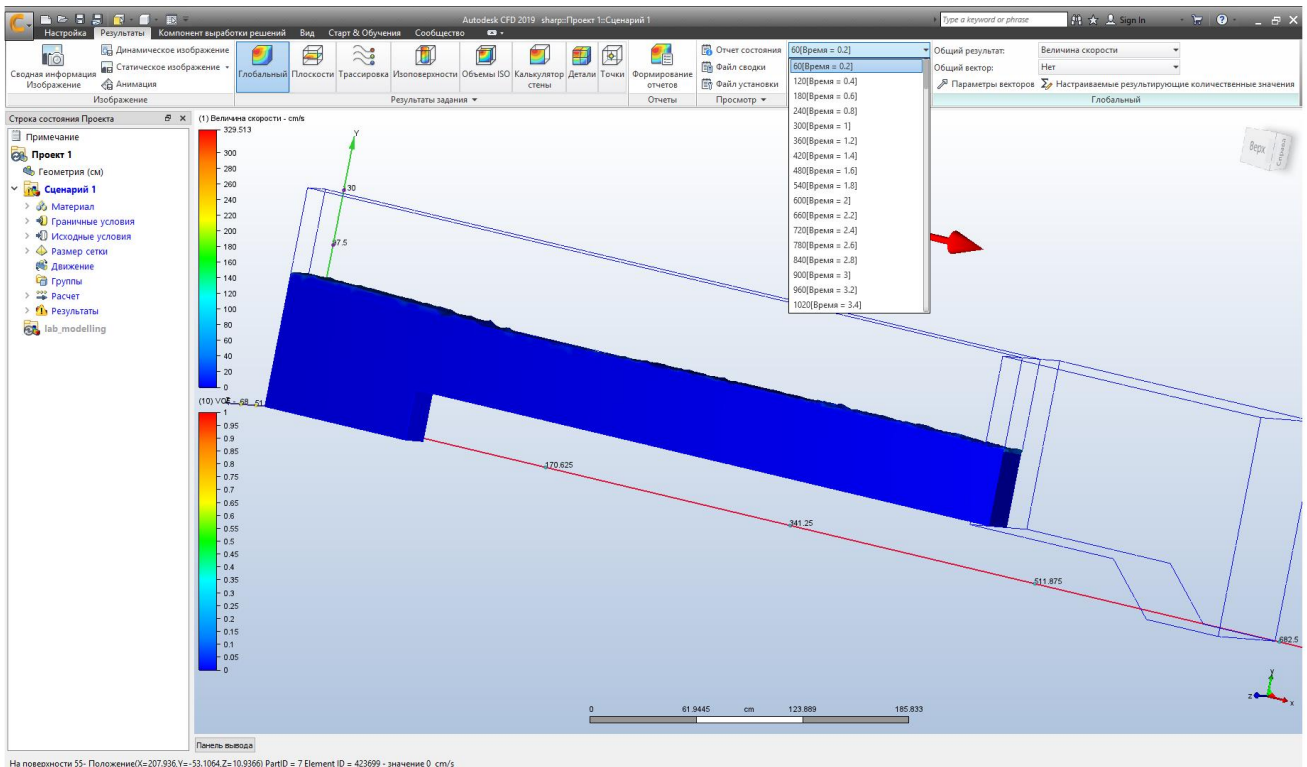 Autodesk CFD 2019 sharp::Проект 1::Сценарий 1
Type a keyword or phrase
Sign In
Настройка Результаты Компонент выработки решений Вид Старт & Обучения Сообщество
Сводная информация
Изображение
Динамическое изображение
Статическое изображение
Анимация
Изображение
Глобальный Плоскости Трассировка Изоповерхности Объемы ISO Калькулятор стены Детали Точки
Результаты задания
Формирование отчетов
Отчеты
Отчет состояния
Файл сводки
Файл установки
Просмотр
60[Время = 0.2]
60[Время = 0.2]
120[Время = 0.4]
180[Время = 0.6]
240[Время = 0.8]
300[Время = 1]
360[Время = 1.2]
420[Время = 1.4]
480[Время = 1.6]
540[Время = 1.8]
600[Время = 2]
660[Время = 2.2]
720[Время = 2.4]
780[Время = 2.6]
840[Время = 2.8]
900[Время = 3]
960[Время = 3.2]
1020[Время = 3.4]
Общий результат: Величина скорости
Общий вектор: Нет
Параметры векторов Настраиваемые результирующие количественные значения
Глобальный
Строка состояния Проекта
Примечание
Проект 1
Геометрия (см)
Сценарий 1
Материал
Граничные условия
Исходные условия
Размер сетки
Движение
Группы
Расчет
Результаты
lab_modelling
(1) Величина скорости - cm/s
329.513
300
280
260
240
220
200
180
160
140
120
100
80
60
40
20
0
(10) VOF - 68 51
1
0.95
0.9
0.85
0.8
0.75
0.7
0.65
0.6
0.55
0.5
0.45
0.4
0.35
0.3
0.25
0.2
0.15
0.1
0.05
0
Y
30
37.5
170.625
341.25
511.875
682.5
Верх
Справа
0 61.9445 cm 123.889 185.833
y
z
x
Панель вывода
На поверхности 55- Положение(X=207.936,Y=-53.1064,Z=10.9366) PartID = 7 Element ID = 423699 - значение 0 cm/s